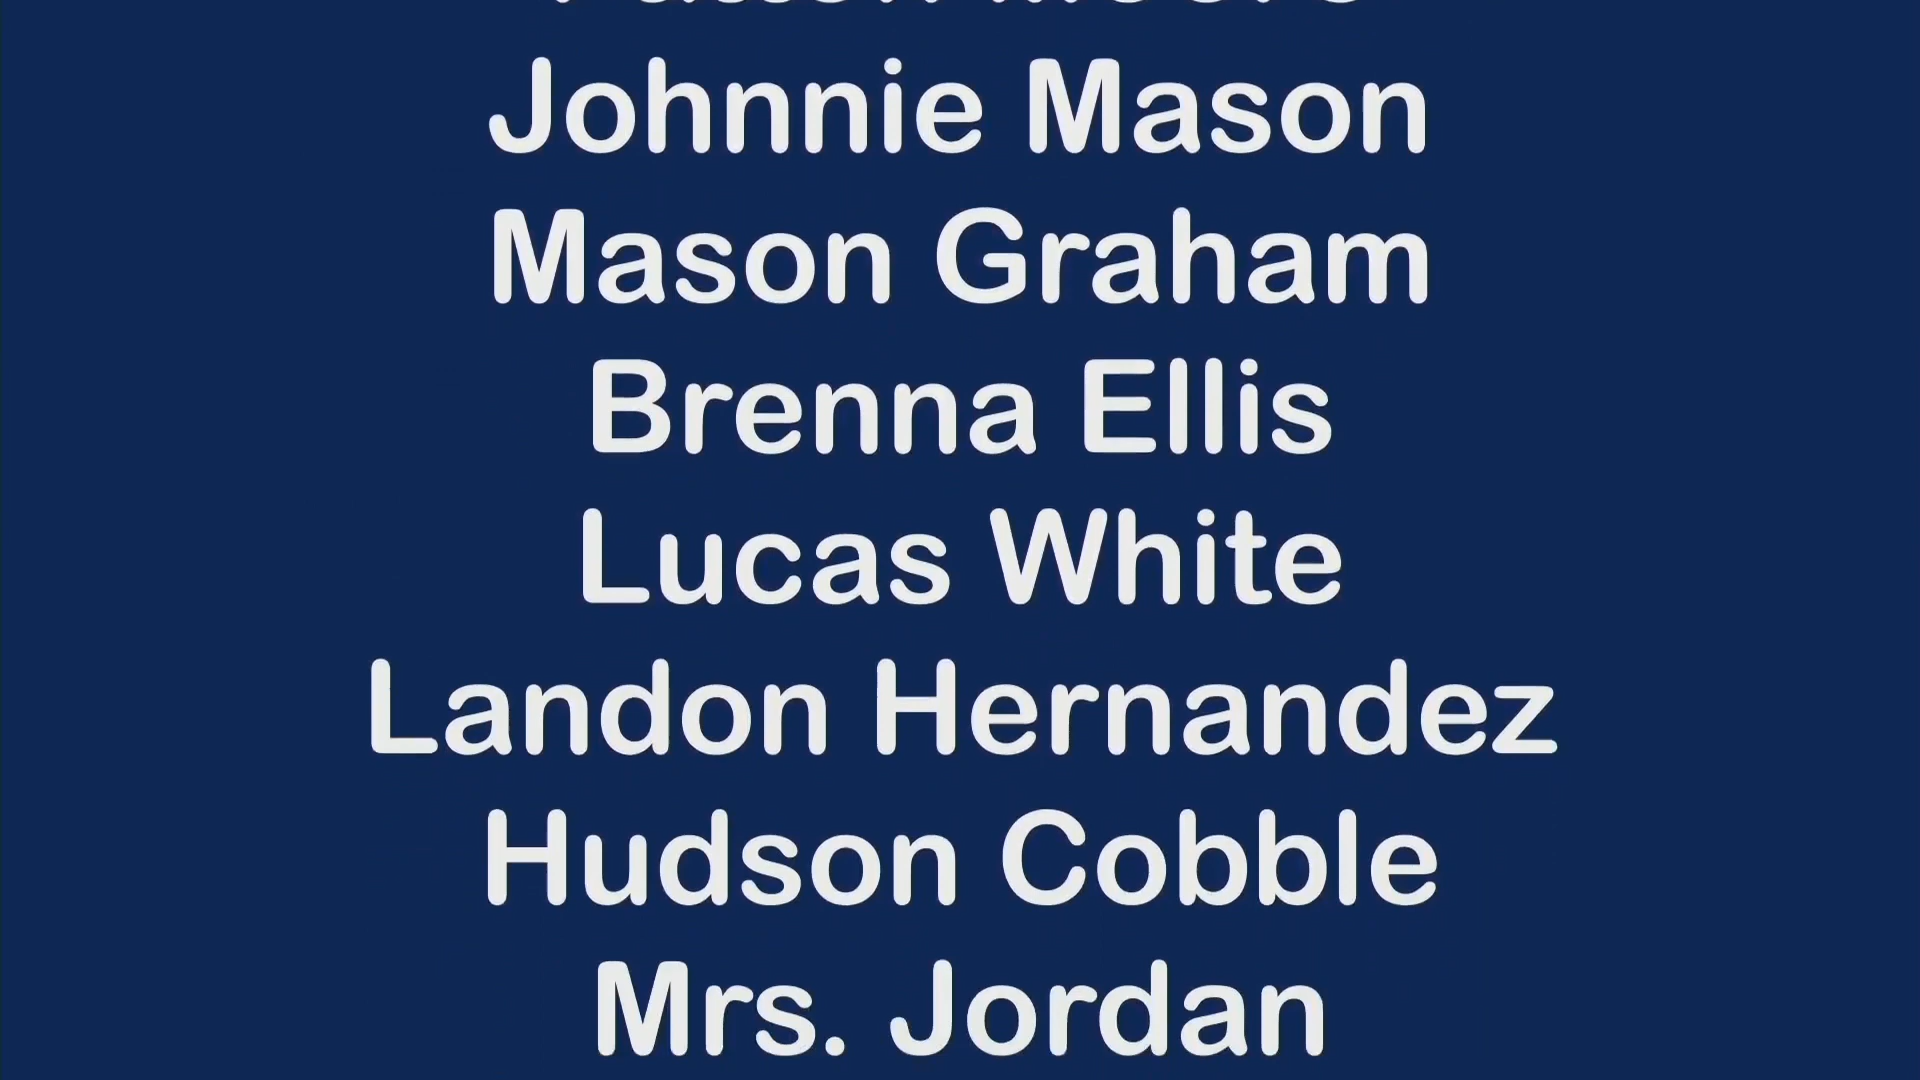 Johnnie Mason
Mason Graham
Brenna Ellis
Lucas White
Landon Hernandez
Hudson Cobble
Mrs. Jordan